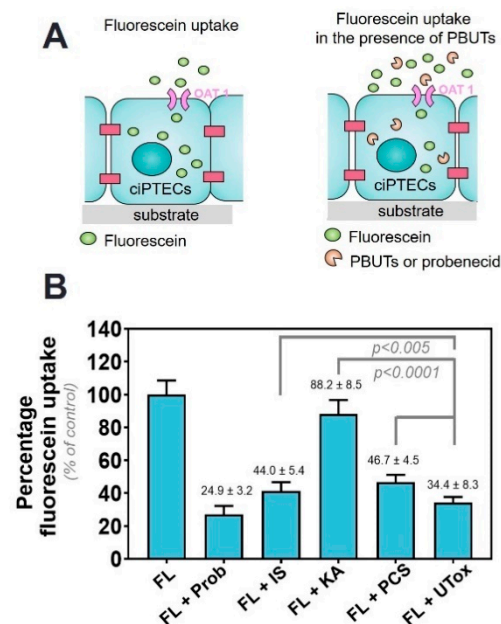 A
Fluorescein uptake
OAT 1
ciPTECs
substrate
Fluorescein
Fluorescein uptake
in the presence of PBUTs
OAT 1
ciPTECs
substrate
Fluorescein
PBUTs or probenecid
B
Percentage
fluorescein uptake
(% of control)
140
120
100
80
60
40
20
0
24.9 ± 3.2
44.0 ± 5.4
88.2 ± 8.5
46.7 ± 4.5
34.4 ± 8.3
p<0.005
p<0.0001
FL
FL + Prob
FL + IS
FL + KA
FL + PCS
FL + UTox